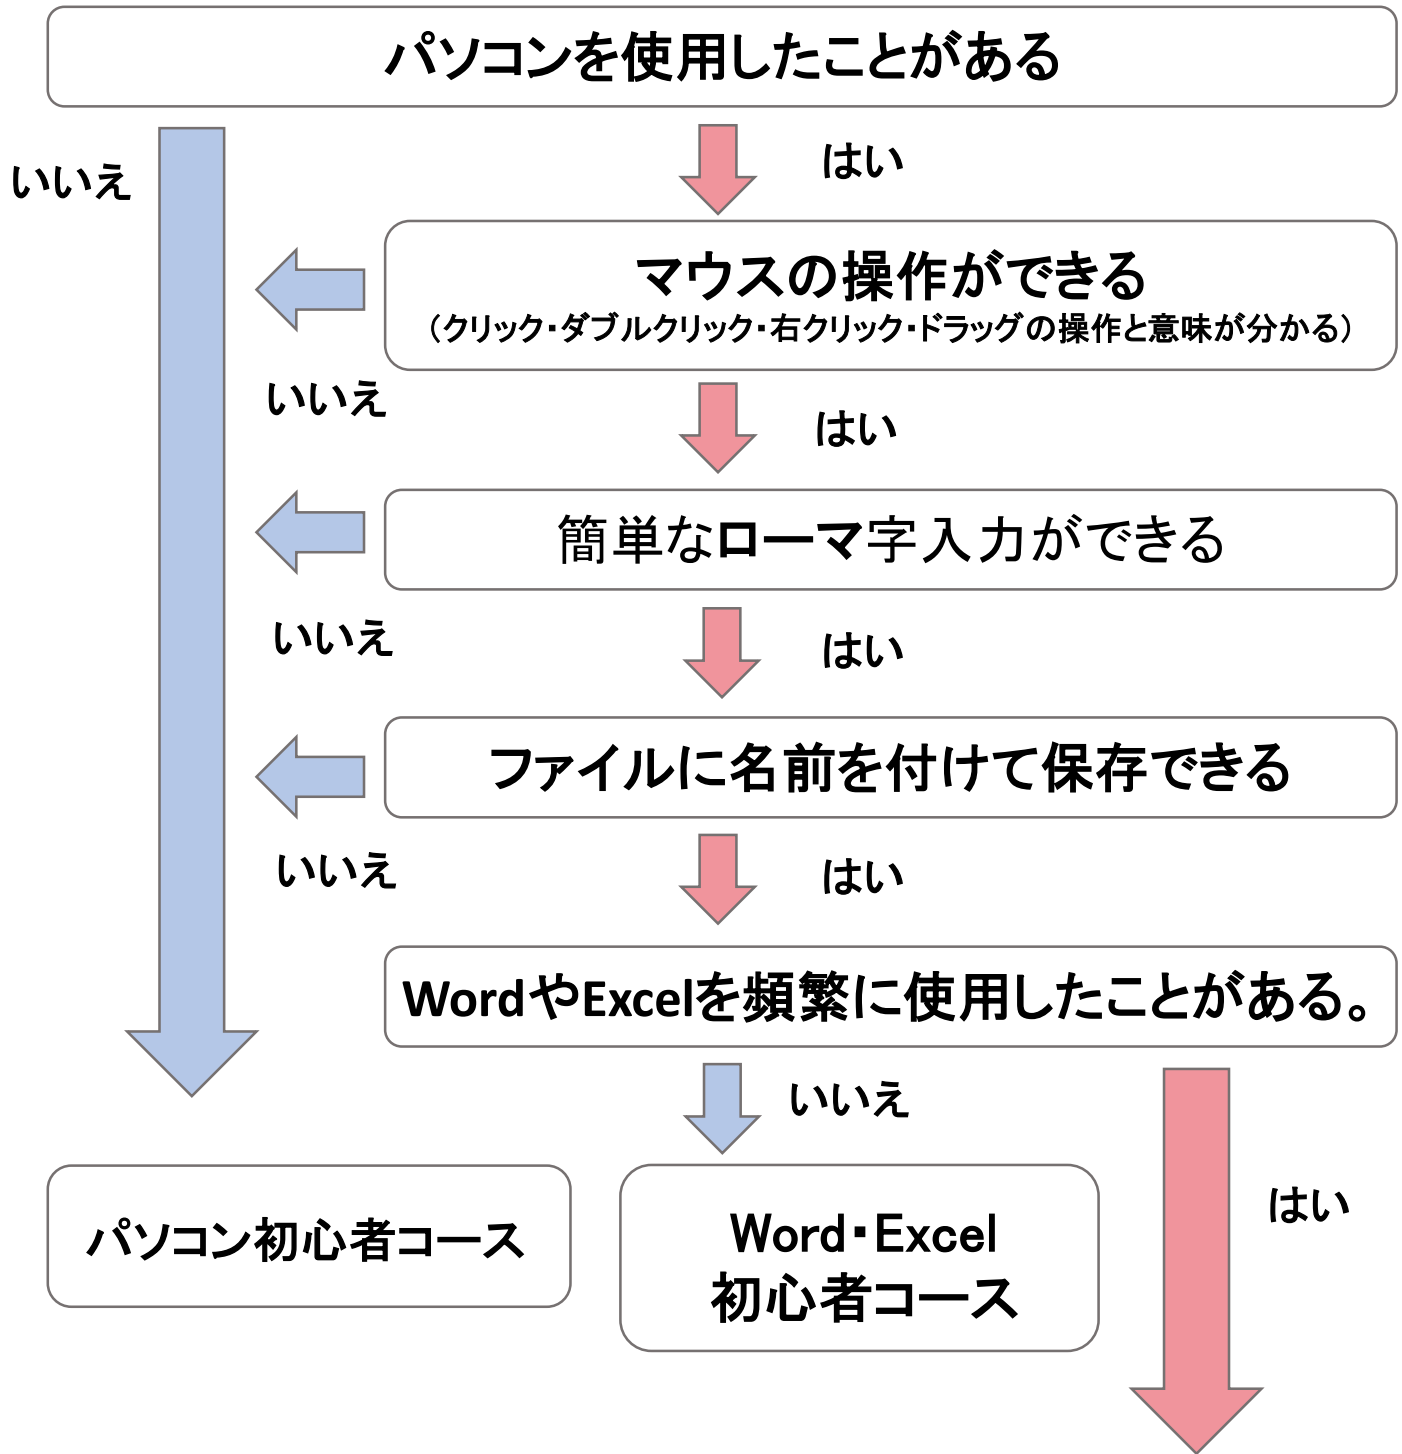 パソコンを使用したことがある
いいえ
はい
マウスの操作ができる
（クリック・ダブルクリック・右クリック・ドラッグの操作と意味が分かる）
いいえ
はい
簡単なローマ字入力ができる
いいえ
はい
ファイルに名前を付けて保存できる
いいえ
はい
WordやExcelを頻繁に使用したことがある。
いいえ
はい
パソコン初心者コース
Word・Excel
初心者コース